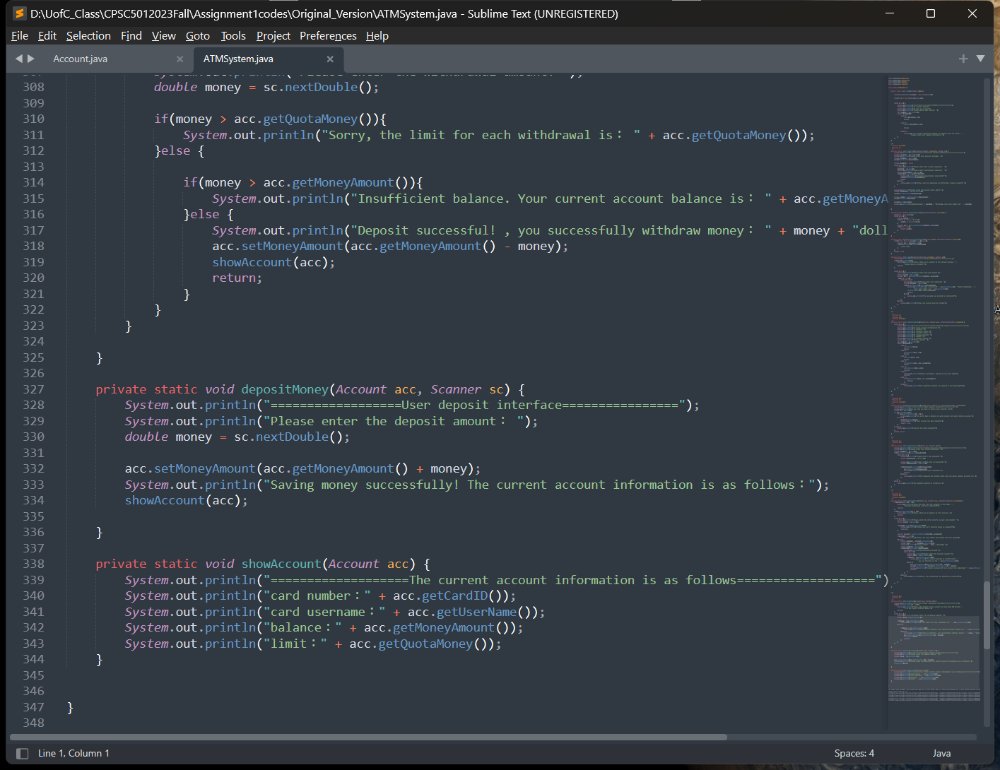 D:\UofC_Class\CPSC5012023Fall\Assignment1codes\Original_Version\ATMSystem.java - Sublime Text (UNREGISTERED)
File Edit Selection Find View Goto Tools Project Preferences Help
Account.java ATMSystem.java
308 double money = sc.nextDouble();
309
310 if(money > acc.getQuotaMoney()){
311 System.out.println("Sorry, the limit for each withdrawal is： " + acc.getQuotaMoney());
312 }else {
313
314 if(money > acc.getMoneyAmount()){
315 System.out.println("Insufficient balance. Your current account balance is： " + acc.getMoneyA
316 }else {
317 System.out.println("Deposit successful! , you successfully withdraw money： " + money + "doll
318 acc.setMoneyAmount(acc.getMoneyAmount() - money);
319 showAccount(acc);
320 return;
321 }
322 }
323 }
324
325 }
326
327 private static void depositMoney(Account acc, Scanner sc) {
328 System.out.println("==================User deposit interface================");
329 System.out.println("Please enter the deposit amount： ");
330 double money = sc.nextDouble();
331
332 acc.setMoneyAmount(acc.getMoneyAmount() + money);
333 System.out.println("Saving money successfully! The current account information is as follows：");
334 showAccount(acc);
335
336 }
337
338 private static void showAccount(Account acc) {
339 System.out.println("===================The current account information is as follows===================")
340 System.out.println("card number：" + acc.getCardID());
341 System.out.println("card username：" + acc.getUserName());
342 System.out.println("balance：" + acc.getMoneyAmount());
343 System.out.println("limit：" + acc.getQuotaMoney());
344 }
345
346
347 }
348
Line 1, Column 1 Spaces: 4 Java